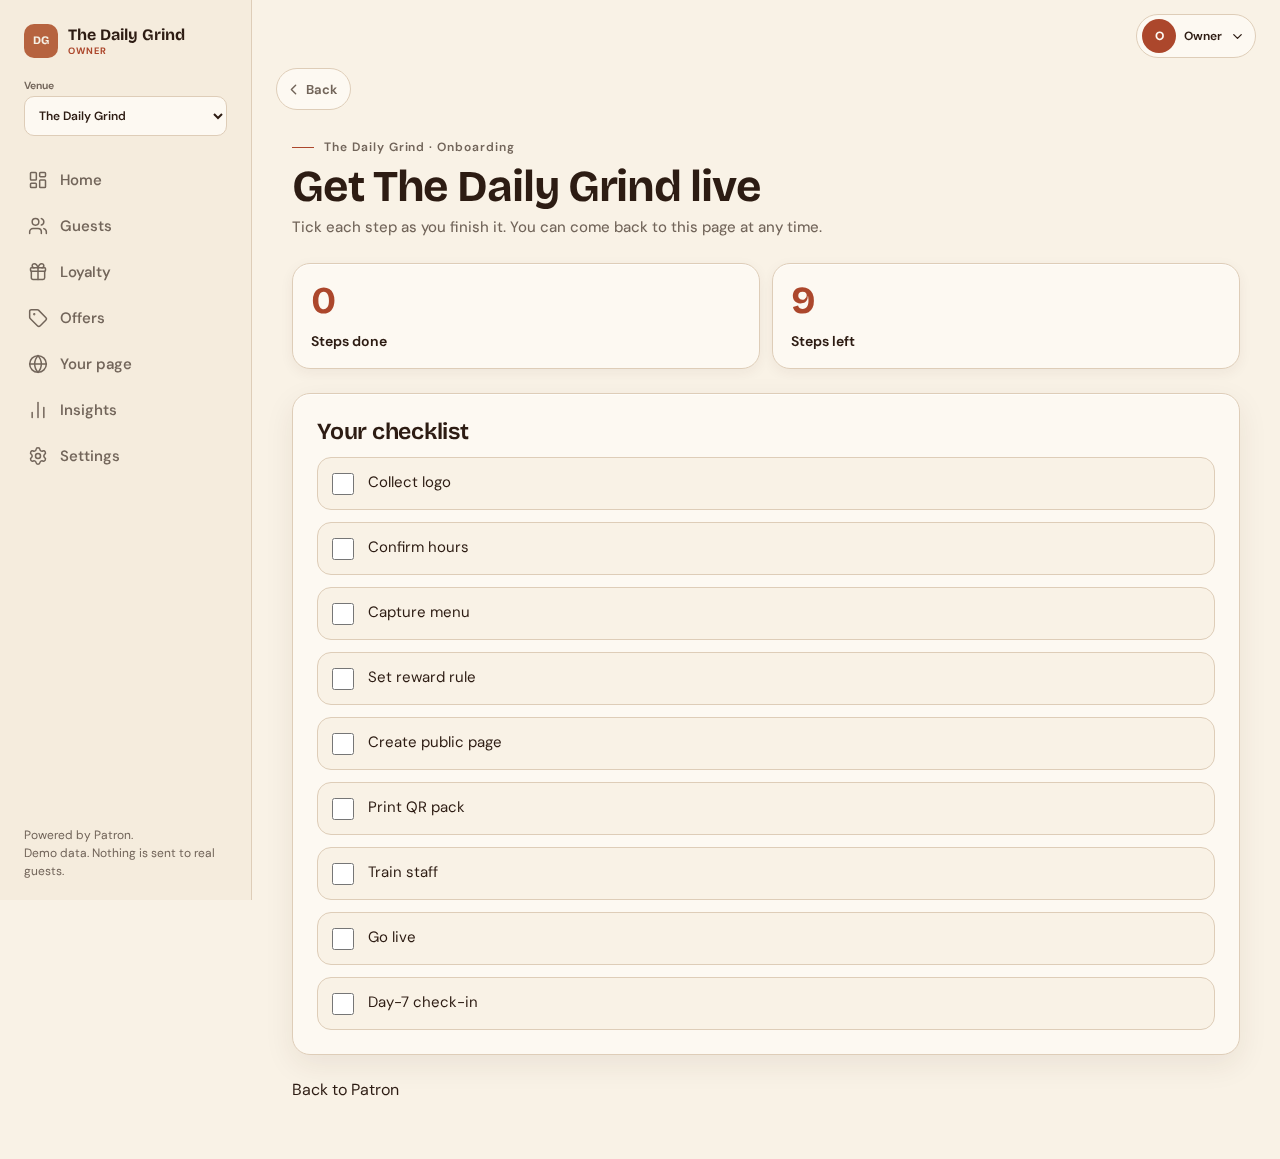 DG
The Daily Grind
OWNER
Venue
The Daily Grind
Home
Guests
Loyalty
Offers
Your page
Insights
Settings
Powered by Patron.
Demo data. Nothing is sent to real
guests.
O
Owner
Back
The Daily Grind · Onboarding
Get The Daily Grind live
Tick each step as you finish it. You can come back to this page at any time.
0
Steps done
9
Steps left
Your checklist
Collect logo
Confirm hours
Capture menu
Set reward rule
Create public page
Print QR pack
Train staff
Go live
Day-7 check-in
Back to Patron